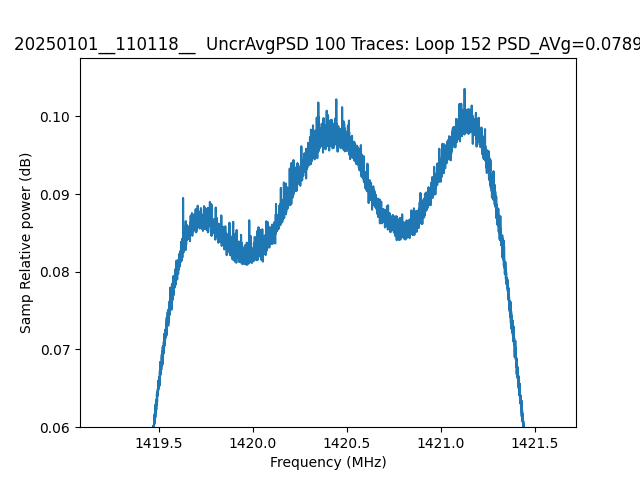 20250101__110118__ UncrAvgPSD 100 Traces: Loop 152 PSD_AVg=0.0789
0.10
0.09
0.08
0.07
0.06
Samp Relative power (dB)
1419.5 1420.0 1420.5 1421.0 1421.5
Frequency (MHz)